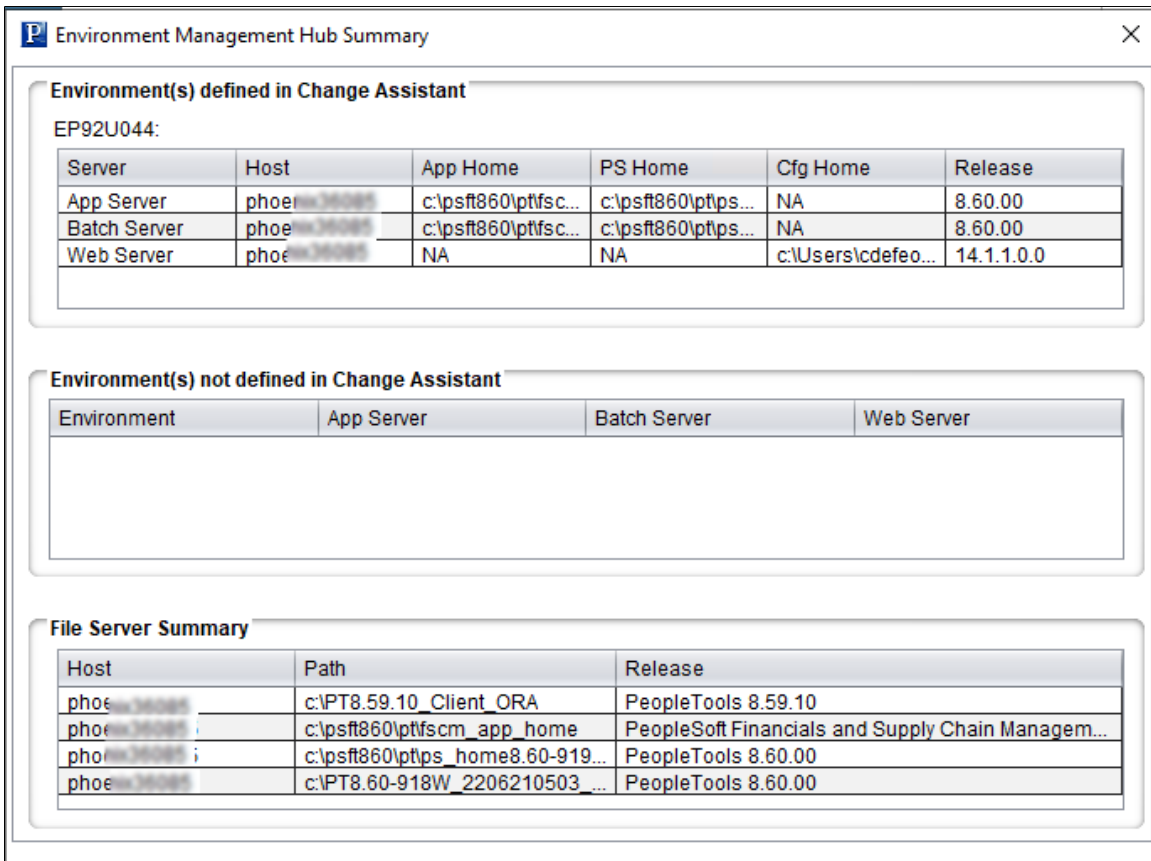 Environment Management Hub Summary
Environment(s) defined in Change Assistant
EP92U044:
Server Host App Home PS Home Cfg Home Release
App Server c:\psft860\pt\fsc... c:\psft860\pt\ps... NA 8.60.00
Batch Server c:\psft860\pt\fsc... c:\psft860\pt\ps... NA 8.60.00
Web Server NA NA c:\Users\cdefeo... 14.1.1.0.0
Environment(s) not defined in Change Assistant
Environment App Server Batch Server Web Server
File Server Summary
Host Path Release
c:\PT8.59.10_Client_ORA PeopleTools 8.59.10
c:\psft860\pt\fscm_app_home PeopleSoft Financials and Supply Chain Managem...
c:\psft860\pt\ps_home8.60-919... PeopleTools 8.60.00
c:\PT8.60-918W_2206210503_... PeopleTools 8.60.00